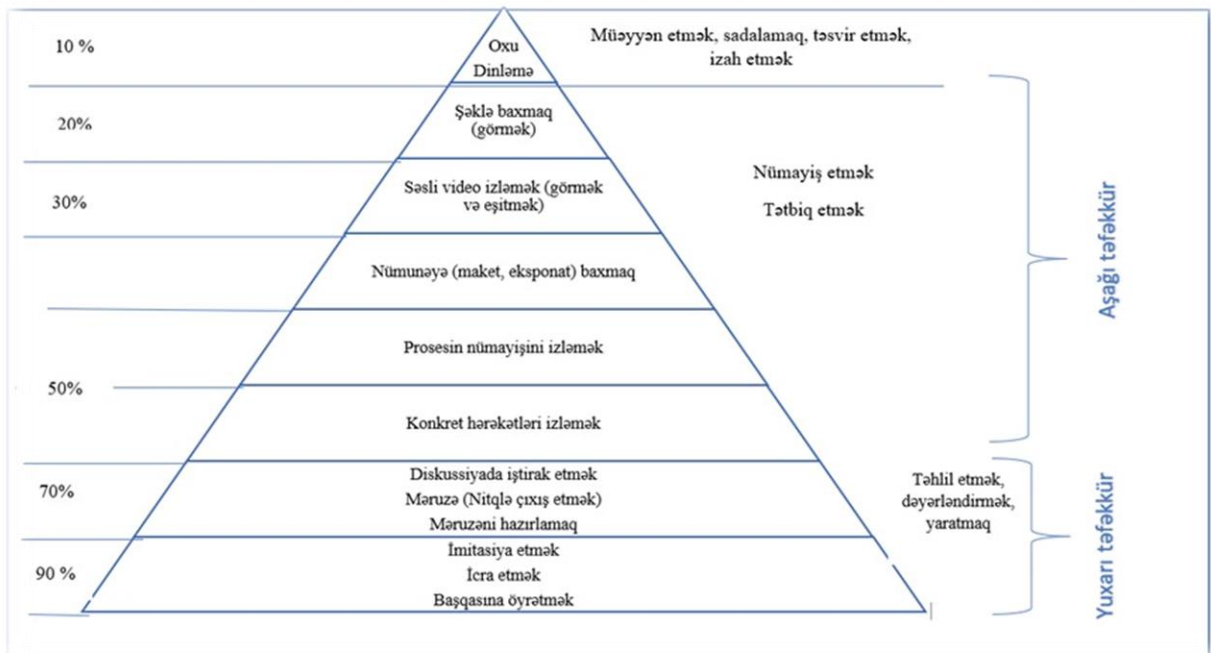 10 %
Oxu
Dinləmə
Müəyyən etmək, sadalamaq, təsvir etmək,
izah etmək
20%
Şəklə baxmaq
(görmək)
30%
Səsli video izləmək (görmək
və eşitmək)
Nümayiş etmək
Tətbiq etmək
Nümunəyə (maket, eksponat) baxmaq
Aşağı təfəkkür
Prosesin nümayişini izləmək
50%
Konkret hərəkətləri izləmək
70%
Diskussiyada iştirak etmək
Məruzə (Nitqlə çıxış etmək)
Məruzəni hazırlamaq
Təhlil etmək,
dəyərləndirmək,
yaratmaq
Yuxarı təfəkkür
90 %
İmitasiya etmək
İcra etmək
Başqasına öyrətmək